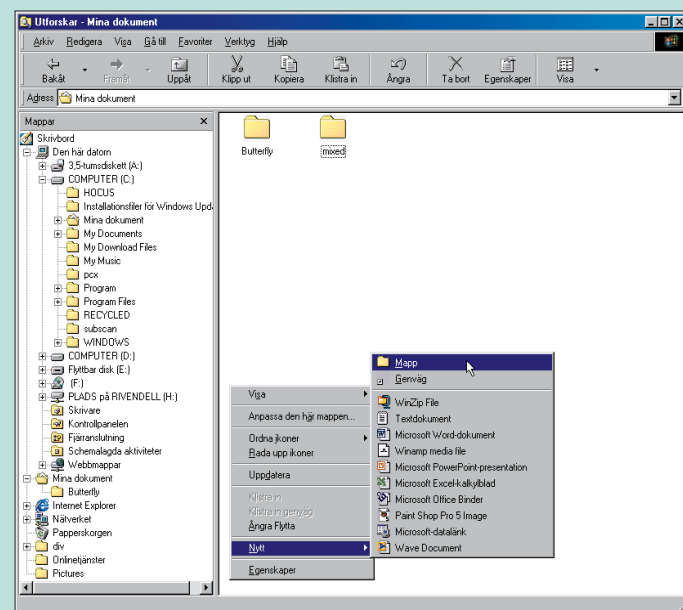 Utforskar - Mina dokument
Arkiv Redigera Visa Gå till Favoriter Verktyg Hjälp
Bakåt Framåt Uppåt Klipp ut Kopiera Klistra in Ångra Ta bort Egenskaper Visa
Adress Mina dokument
Mappar x
Skrivbord
Den här datorn
3,5-tumsdiskett (A:)
COMPUTER (C:)
HOCUS
Installationsfiler för Windows Upd
Mina dokument
My Documents
My Download Files
My Music
pcx
Program
Program Files
RECYCLED
subscan
WINDOWS
COMPUTER (D:)
Flyttbar disk (E:)
(F:)
PLADS på RIVENDELL (H:)
Skrivare
Kontrollpanelen
Fjärranslutning
Schemalagda aktiviteter
Webbmappar
Mina dokument
Butterfly
Internet Explorer
Nätverket
Papperskorgen
div
Onlinetjänster
Pictures
Butterfly mixed
Visa
Anpassa den här mappen...
Ordna ikoner
Rada upp ikoner
Uppdatera
Klistra in
Klistra in genväg
Ångra Flytta
Nytt
Egenskaper
Mapp
Genväg
WinZip File
Textdokument
Microsoft Word-dokument
Winamp media file
Microsoft PowerPoint-presentation
Microsoft Excel-kalkylblad
Microsoft Office Binder
Paint Shop Pro 5 Image
Microsoft-datalänk
Wave Document